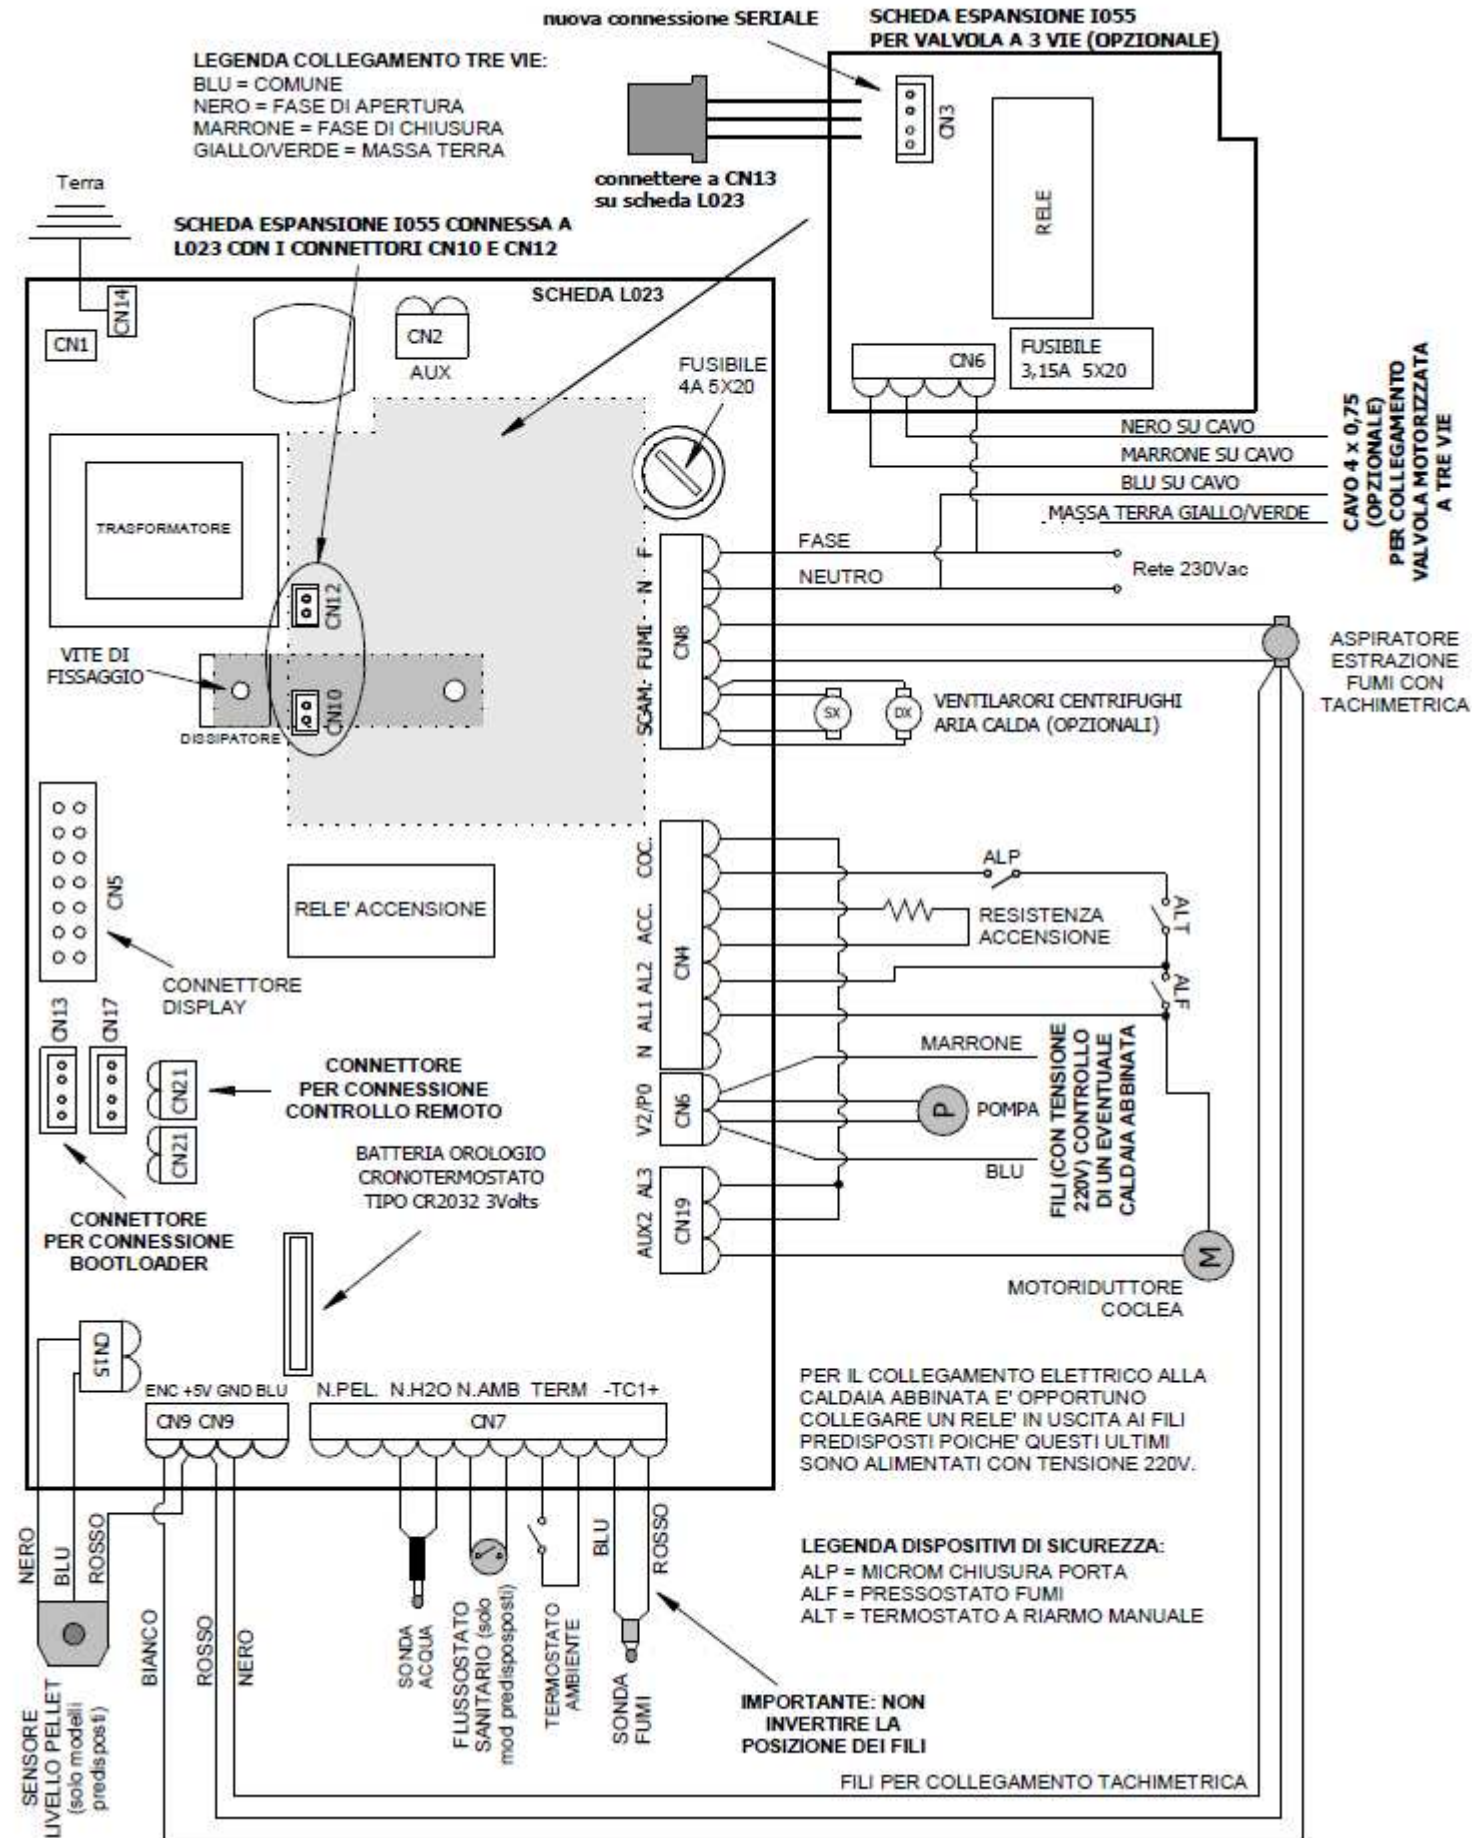 nuova connessione SERIALE
SCHEDA ESPANSIONE I055
PER VALVOLA A 3 VIE (OPZIONALE)
LEGENDA COLLEGAMENTO TRE VIE:
BLU = COMUNE
NERO = FASE DI APERTURA
MARRONE = FASE DI CHIUSURA
GIALLO/VERDE = MASSA TERRA
CN3
RELE
connettere a CN13
su scheda L023
Terra
SCHEDA ESPANSIONE I055 CONNESSA A
L023 CON I CONNETTORI CN10 E CN12
SCHEDA L023
CN14
CN1
CN2
AUX
FUSIBILE
4A 5X20
CN6
FUSIBILE
3,15A 5X20
NERO SU CAVO
MARRONE SU CAVO
BLU SU CAVO
MASSA TERRA GIALLO/VERDE
CAVO 4 x 0,75
(OPZIONALE)
PER COLLEGAMENTO
VALVOLA MOTORIZZATA
A TRE VIE
TRASFORMATORE
CN12
F
N
FUMI
SCAM.
CN8
FASE
NEUTRO
Rete 230Vac
VITE DI
FISSAGGIO
CN10
DISSIPATORE
SX
DX
VENTILARORI CENTRIFUGHI
ARIA CALDA (OPZIONALI)
ASPIRATORE
ESTRAZIONE
FUMI CON
TACHIMETRICA
CN5
CONNETTORE
DISPLAY
RELE' ACCENSIONE
COC.
ACC.
AL2
AL1
N
CN4
ALP
ALT
ALF
RESISTENZA
ACCENSIONE
CN13
CN17
CN21
CN21
CONNETTORE
PER CONNESSIONE
CONTROLLO REMOTO
V2/P0
CN6
MARRONE
P
POMPA
BLU
FILI (CON TENSIONE
220V) CONTROLLO
DI UN EVENTUALE
CALDAIA ABBINATA
BATTERIA OROLOGIO
CRONOTERMOSTATO
TIPO CR2032 3Volts
AL3
AUX2
CN19
CONNETTORE
PER CONNESSIONE
BOOTLOADER
M
MOTORIDUTTORE
COCLEA
CN15
ENC +5V GND BLU
CN9 CN9
N.PEL. N.H2O N.AMB TERM -TC1+
CN7
PER IL COLLEGAMENTO ELETTRICO ALLA
CALDAIA ABBINATA E' OPPORTUNO
COLLEGARE UN RELE' IN USCITA AI FILI
PREDISPOSTI POICHE' QUESTI ULTIMI
SONO ALIMENTATI CON TENSIONE 220V.
NERO
BLU
ROSSO
BLU
ROSSO
LEGENDA DISPOSITIVI DI SICUREZZA:
ALP = MICROM CHIUSURA PORTA
ALF = PRESSOSTATO FUMI
ALT = TERMOSTATO A RIARMO MANUALE
SENSORE
LIVELLO PELLET
(solo modelli
predisposti)
BIANCO
ROSSO
NERO
SONDA
ACQUA
FLUSSOSTATO
SANITARIO (solo
mod predisposposti)
TERMOSTATO
AMBIENTE
SONDA
FUMI
IMPORTANTE: NON
INVERTIRE LA
POSIZIONE DEI FILI
FILI PER COLLEGAMENTO TACHIMETRICA